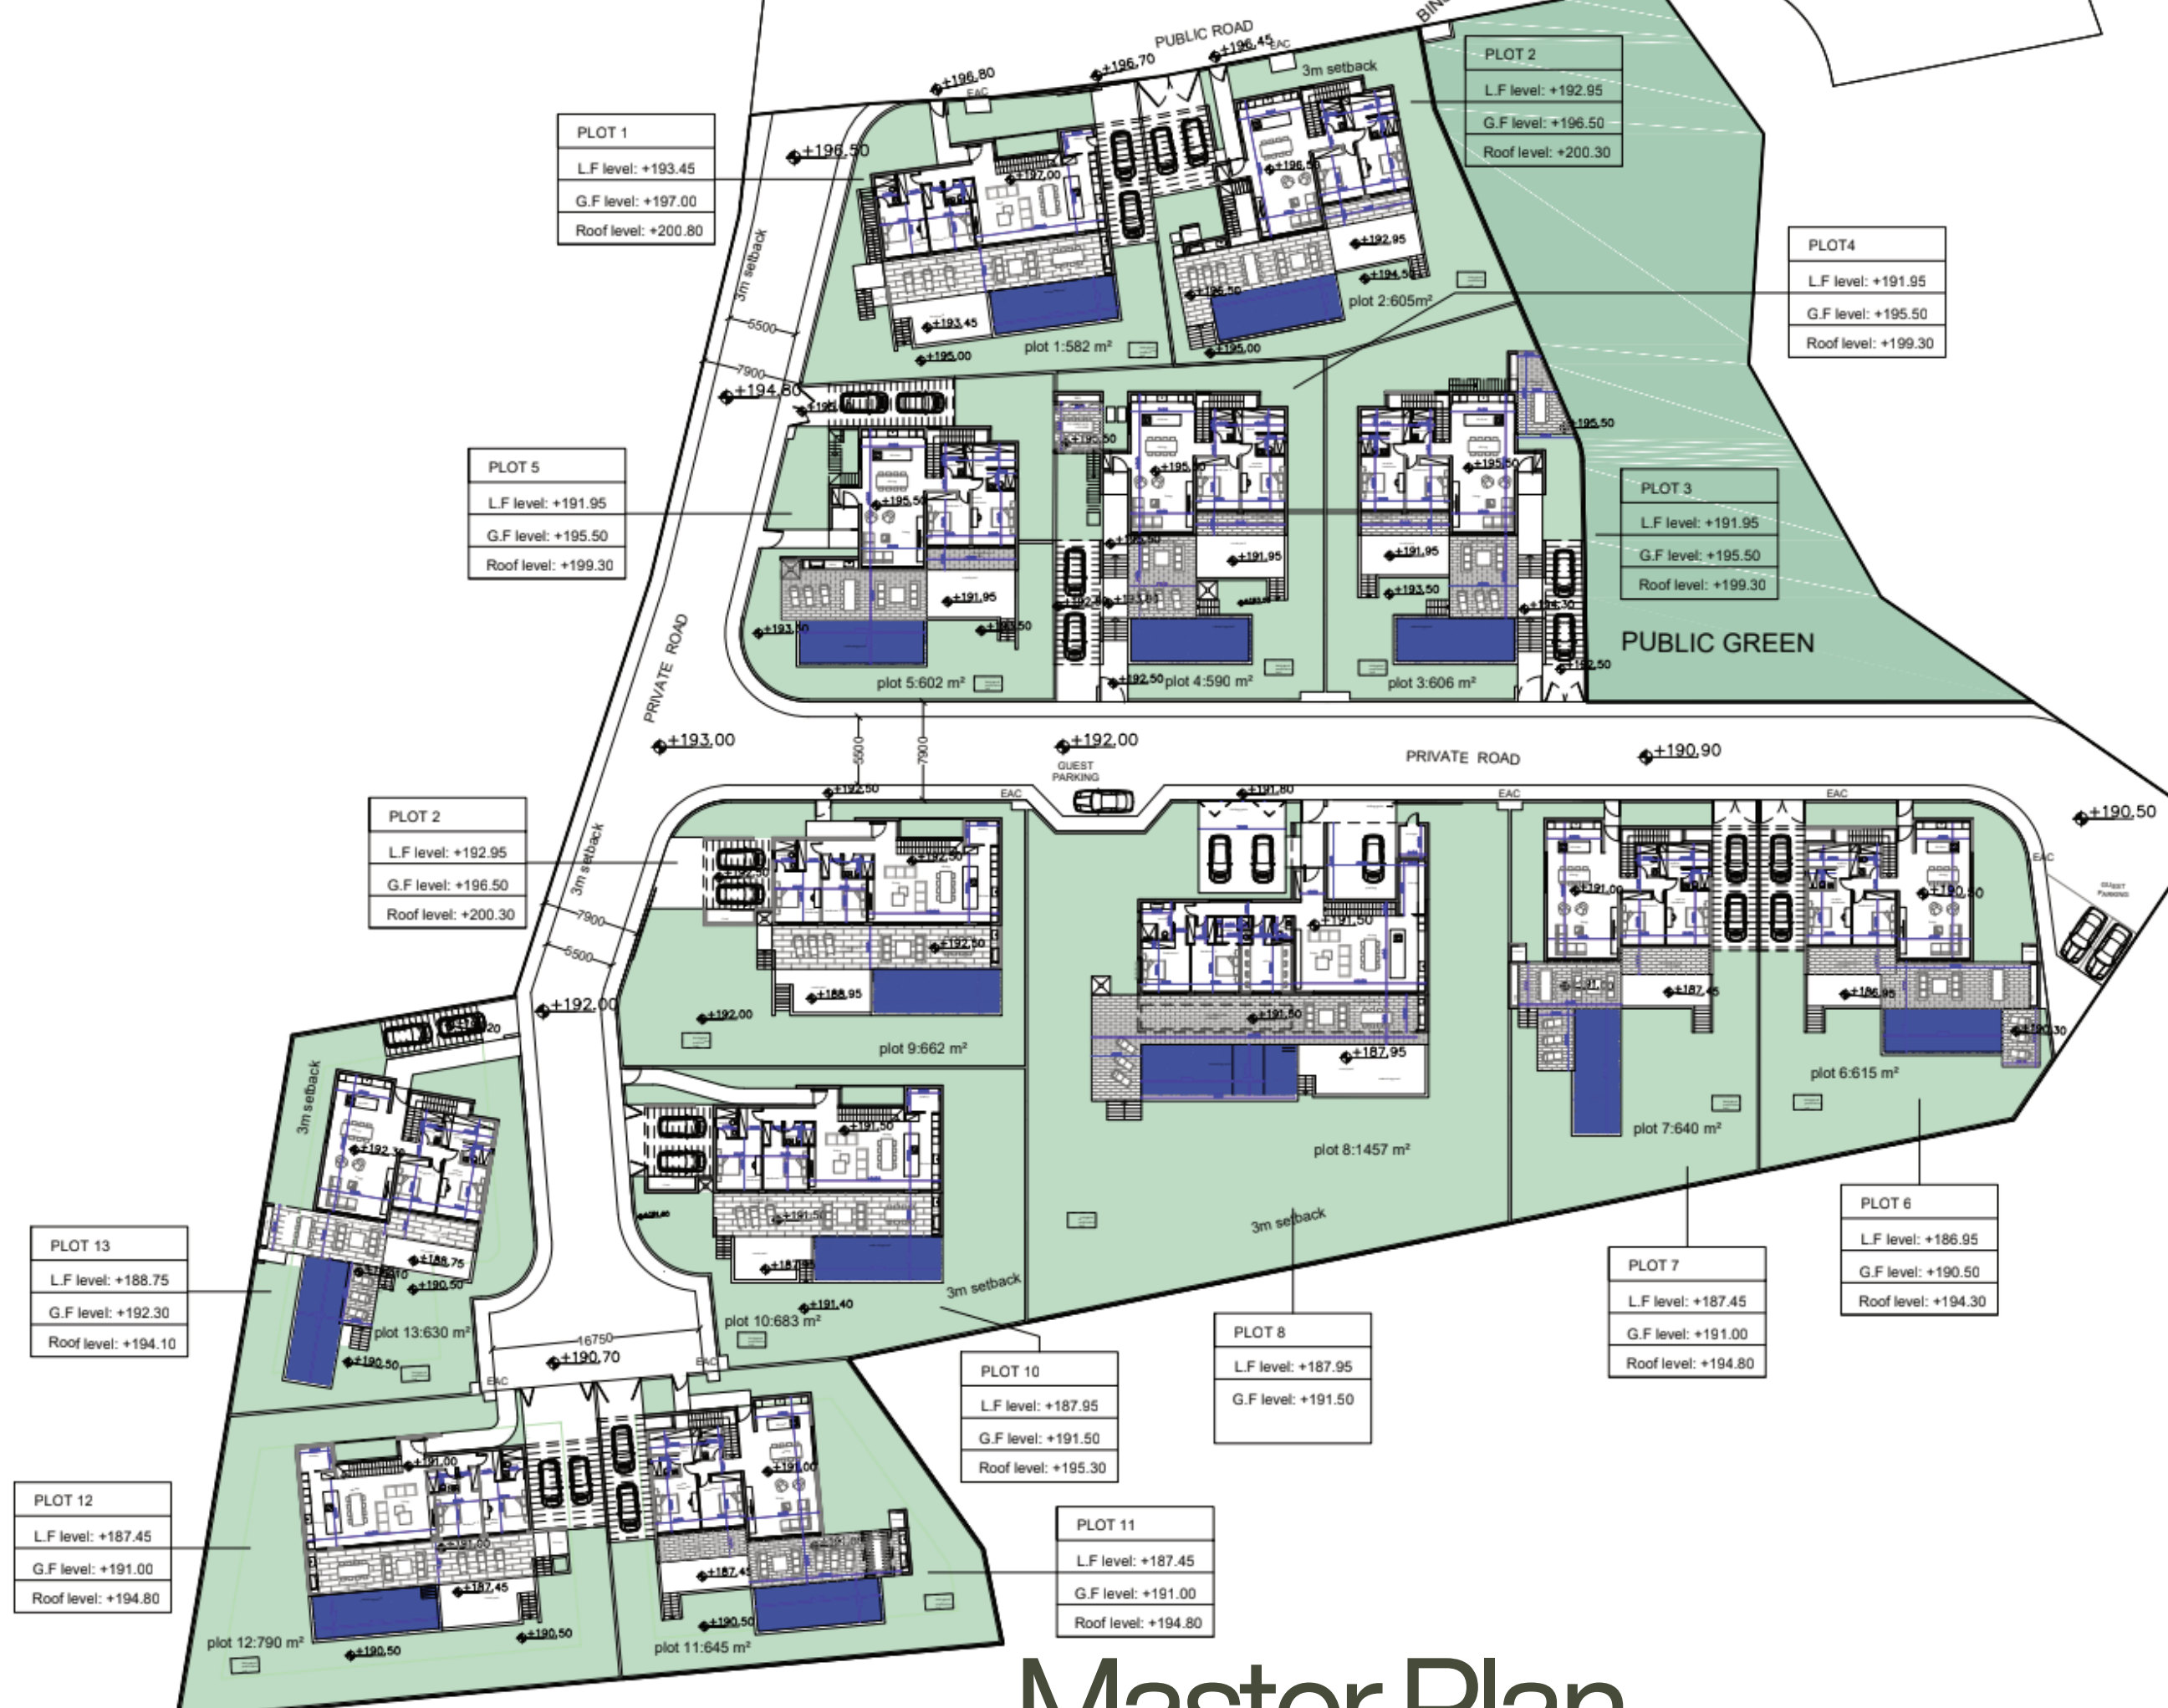 PUBLIC ROAD
+196.45
EAC
+196.70
+196.80
EAC
3m setback
PLOT 2
L.F level: +192.95
G.F level: +196.50
Roof level: +200.30
PLOT 1
L.F level: +193.45
G.F level: +197.00
Roof level: +200.80
+196.50
+197.00
+192.95
+193.45
+195.00
+195.00
plot 1:582 m²
plot 2:605m²
3m setback
5500
7900
PLOT4
L.F level: +191.95
G.F level: +195.50
Roof level: +199.30
+194.80
PLOT 5
L.F level: +191.95
G.F level: +195.50
Roof level: +199.30
+195.50
+195.50
+191.95
+191.95
+191.95
+193.50
PLOT 3
L.F level: +191.95
G.F level: +195.50
Roof level: +199.30
PUBLIC GREEN
plot 5:602 m²
+192.50
plot 4:590 m²
plot 3:606 m²
+192.50
PRIVATE ROAD
+193.00
5500
7900
+192.00
GUEST
PARKING
PRIVATE ROAD
+190.90
+192.50
EAC
+191.80
EAC
EAC
+190.50
EAC
GUEST
PARKING
PLOT 2
L.F level: +192.95
G.F level: +196.50
Roof level: +200.30
3m setback
7900
5500
+192.50
+192.50
+188.95
+192.00
+192.00
plot 9:662 m²
+191.50
+191.50
+187.95
plot 8:1457 m²
3m setback
+191.00
+187.45
plot 7:640 m²
+190.50
+186.95
+190.30
plot 6:615 m²
3m setback
+192.30
+188.75
+190.50
+190.50
plot 13:630 m²
+191.50
+191.50
+191.40
plot 10:683 m²
3m setback
PLOT 13
L.F level: +188.75
G.F level: +192.30
Roof level: +194.10
16750
+190.70
EAC
EAC
PLOT 6
L.F level: +186.95
G.F level: +190.50
Roof level: +194.30
PLOT 7
L.F level: +187.45
G.F level: +191.00
Roof level: +194.80
PLOT 8
L.F level: +187.95
G.F level: +191.50
PLOT 10
L.F level: +187.95
G.F level: +191.50
Roof level: +195.30
PLOT 12
L.F level: +187.45
G.F level: +191.00
Roof level: +194.80
+191.00
+191.00
+187.45
+190.50
+190.50
plot 12:790 m²
+191.00
+187.45
+190.50
plot 11:645 m²
PLOT 11
L.F level: +187.45
G.F level: +191.00
Roof level: +194.80
Master Plan